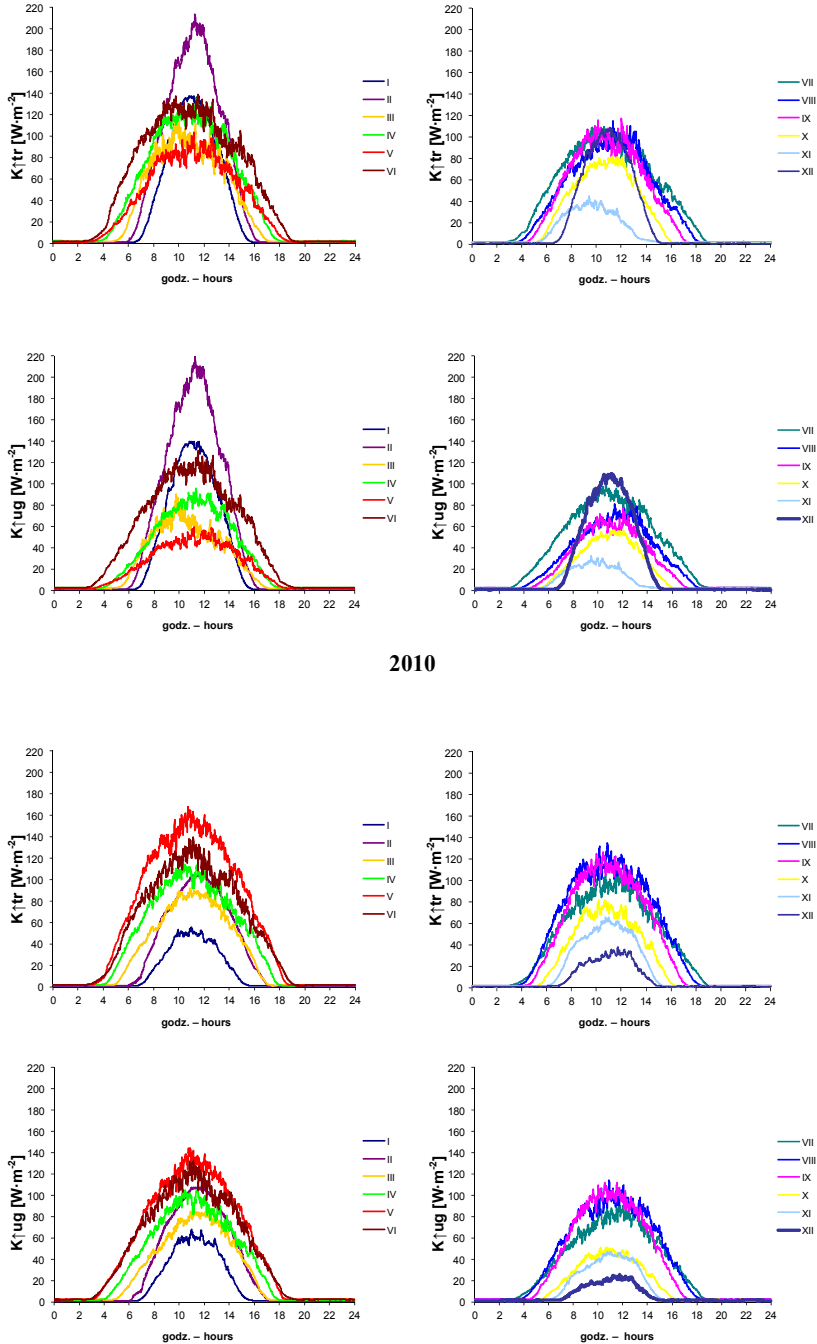 K↑tr [W·m⁻²]
220
200
180
160
140
120
100
80
60
40
20
0
0 2 4 6 8 10 12 14 16 18 20 22 24
godz. – hours
I
II
III
IV
V
VI
K↑tr [W·m⁻²]
220
200
180
160
140
120
100
80
60
40
20
0
0 2 4 6 8 10 12 14 16 18 20 22 24
godz. – hours
VII
VIII
IX
X
XI
XII
K↑ug [W·m⁻²]
220
200
180
160
140
120
100
80
60
40
20
0
0 2 4 6 8 10 12 14 16 18 20 22 24
godz. – hours
I
II
III
IV
V
VI
K↑ug [W·m⁻²]
220
200
180
160
140
120
100
80
60
40
20
0
0 2 4 6 8 10 12 14 16 18 20 22 24
godz. – hours
VII
VIII
IX
X
XI
XII
2010
K↑tr [W·m⁻²]
220
200
180
160
140
120
100
80
60
40
20
0
0 2 4 6 8 10 12 14 16 18 20 22 24
godz. – hours
I
II
III
IV
V
VI
K↑tr [W·m⁻²]
220
200
180
160
140
120
100
80
60
40
20
0
0 2 4 6 8 10 12 14 16 18 20 22 24
godz. – hours
VII
VIII
IX
X
XI
XII
K↑ug [W·m⁻²]
220
200
180
160
140
120
100
80
60
40
20
0
0 2 4 6 8 10 12 14 16 18 20 22 24
godz. – hours
I
II
III
IV
V
VI
K↑ug [W·m⁻²]
220
200
180
160
140
120
100
80
60
40
20
0
0 2 4 6 8 10 12 14 16 18 20 22 24
godz. – hours
VII
VIII
IX
X
XI
XII